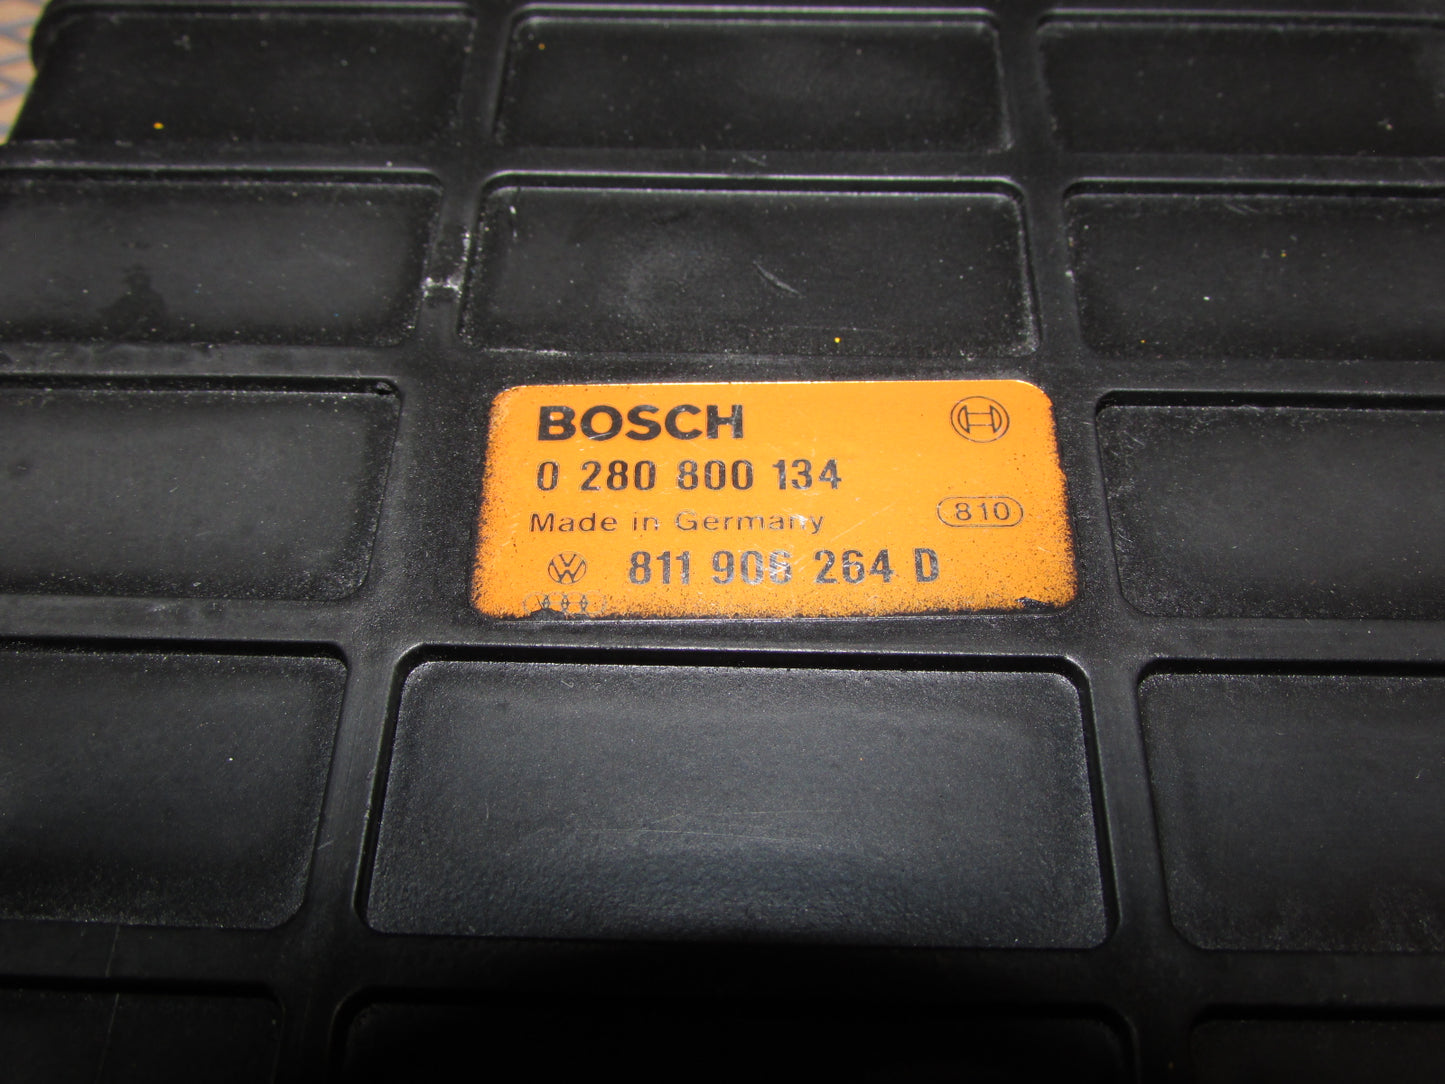 BOSCH
0 280 800 134
Made in Germany
810
811 906 264 D